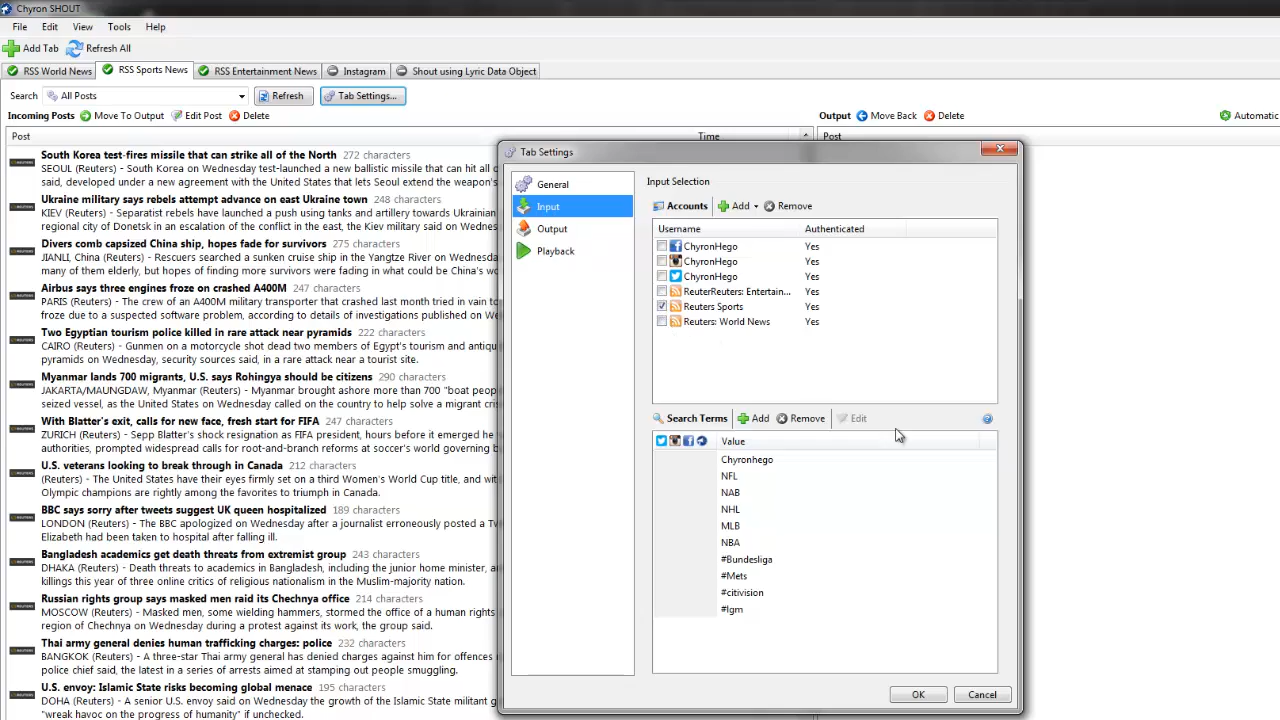 Chyron SHOUT
File Edit View Tools Help
Add Tab Refresh All
RSS World News RSS Sports News RSS Entertainment News Instagram Shout using Lyric Data Object
Search All Posts Refresh Tab Settings...
Incoming Posts Move To Output Edit Post Delete Output Move Back Delete Automatic
Post Time Post
South Korea test-fires missile that can strike all of the North 272 characters
SEOUL (Reuters) - South Korea on Wednesday test-launched a new ballistic missile that can hit all o
said, developed under a new agreement with the United States that lets Seoul extend the weapon's
Ukraine military says rebels attempt advance on east Ukraine town 248 characters
KIEV (Reuters) - Separatist rebels have launched a push using tanks and artillery towards Ukrainian
regional city of Donetsk in an escalation of the conflict in the east, the Kiev military said on Wedn
Divers comb capsized China ship, hopes fade for survivors 275 characters
JIANLI, China (Reuters) - Rescuers searched a sunken cruise ship in the Yangtze River on Wednesday
many of them elderly, but hopes of finding more survivors were fading in what could be China's wo
Airbus says three engines froze on crashed A400M 247 characters
PARIS (Reuters) - The crew of an A400M military transporter that crashed last month tried in vain to
froze due to a suspected software problem, according to details of investigations published on We
Two Egyptian tourism police killed in rare attack near pyramids 222 characters
CAIRO (Reuters) - Gunmen on a motorcycle shot dead two members of Egypt's tourism and antiqu
pyramids on Wednesday, security sources said, in a rare attack near a tourist site.
Myanmar lands 700 migrants, U.S. says Rohingya should be citizens 290 characters
JAKARTA/MAUNGDAW, Myanmar (Reuters) - Myanmar brought ashore more than 700 "boat peop
seized vessel, as the United States on Wednesday called on the country to help solve a migrant cris
With Blatter's exit, calls for new face, fresh start for FIFA 247 characters
ZURICH (Reuters) - Sepp Blatter's shock resignation as FIFA president, hours before it emerged he w
authorities, prompted widespread calls for root-and-branch reforms at soccer's world governing b
U.S. veterans looking to break through in Canada 212 characters
(Reuters) - The United States have their eyes firmly set on a third Women's World Cup title, and wit
Olympic champions are rightly among the favorites to triumph in Canada.
BBC says sorry after tweets suggest UK queen hospitalized 189 characters
LONDON (Reuters) - The BBC apologized on Wednesday after a journalist erroneously posted a Tw
Elizabeth had been taken to hospital after falling ill.
Bangladesh academics get death threats from extremist group 243 characters
DHAKA (Reuters) - Death threats to academics in Bangladesh, including the junior home minister, an
killings this year of three online critics of religious nationalism in the Muslim-majority nation.
Russian rights group says masked men raid its Chechnya office 214 characters
MOSCOW (Reuters) - Masked men, some wielding hammers, stormed the office of a human rights
region of Chechnya on Wednesday during a protest against its work, the group said.
Thai army general denies human trafficking charges: police 232 characters
BANGKOK (Reuters) - A three-star Thai army general has denied charges against him for offences
police chief said, the latest in a series of arrests aimed at stamping out people smuggling.
U.S. envoy: Islamic State risks becoming global menace 195 characters
DOHA (Reuters) - A senior U.S. envoy said on Wednesday the growth of the Islamic State militant g
"wreak havoc on the progress of humanity" if unchecked.
Tab Settings
General
Input
Output
Playback
Input Selection
Accounts Add Remove
Username Authenticated
ChyronHego Yes
ChyronHego Yes
ChyronHego Yes
ReuterReuters: Entertain... Yes
Reuters Sports Yes
Reuters: World News Yes
Search Terms Add Remove Edit
Value
Chyronhego
NFL
NAB
NHL
MLB
NBA
#Bundesliga
#Mets
#citivision
#lgm
OK Cancel